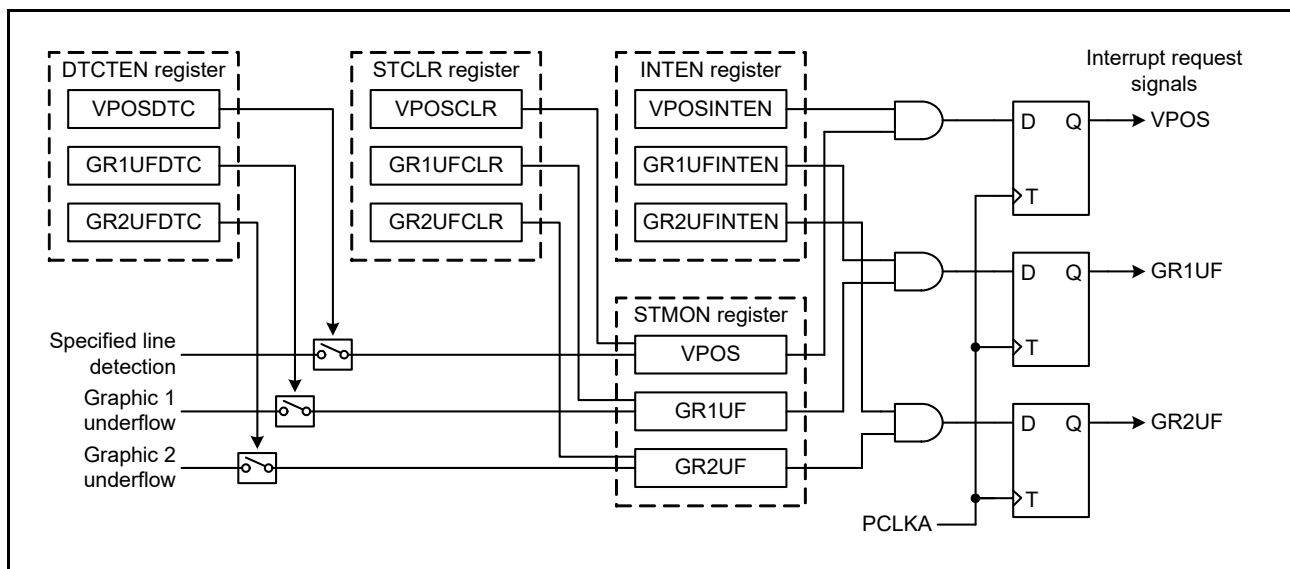 DTCTEN register
VPOSDTC
GR1UFDTC
GR2UFDTC
STCLR register
VPOSCLR
GR1UFCLR
GR2UFCLR
INTEN register
VPOSINTEN
GR1UFINTEN
GR2UFINTEN
Interrupt request
signals
D Q
T
VPOS
D Q
T
GR1UF
D Q
T
GR2UF
STMON register
VPOS
GR1UF
GR2UF
Specified line
detection
Graphic 1
underflow
Graphic 2
underflow
PCLKA